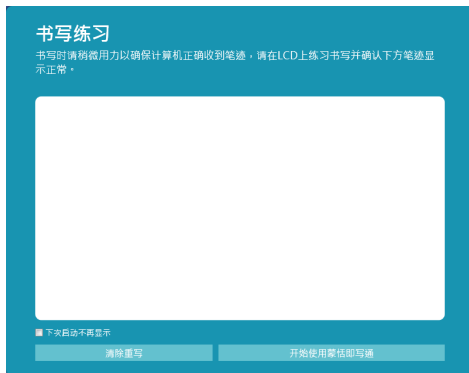 书写练习
书写时请稍微用力以确保计算机正确收到笔迹，请在LCD上练习书写并确认下方笔迹显
示正常。
下次启动不再显示
清除重写
开始使用蒙恬即写通